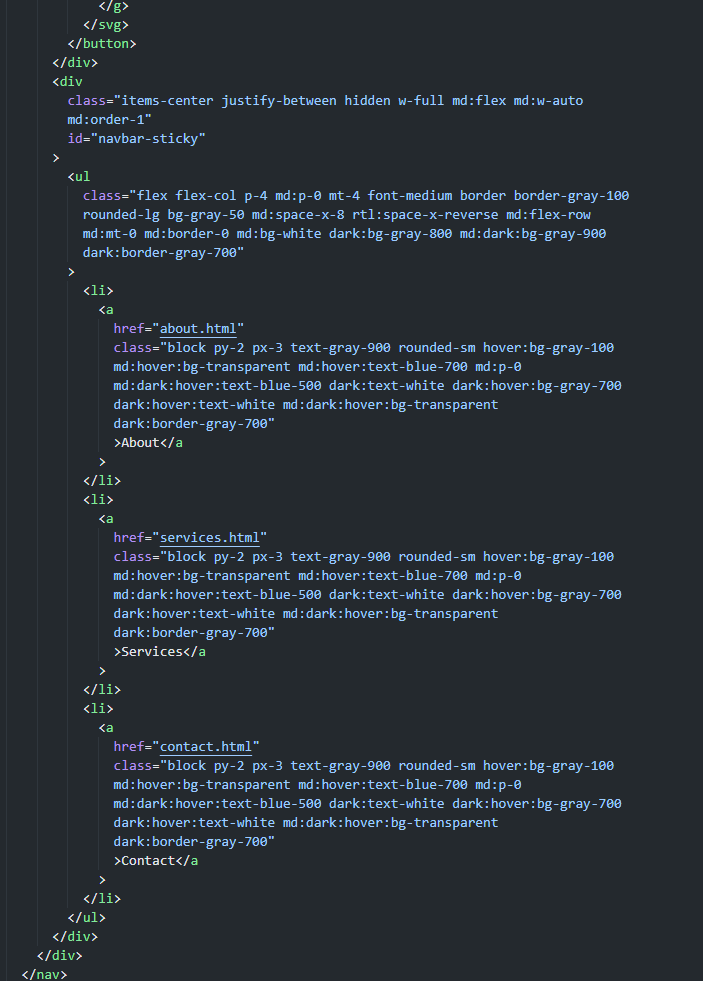 </g>
</svg>
</button>
</div>
<div
class="items-center justify-between hidden w-full md:flex md:w-auto
md:order-1"
id="navbar-sticky"
>
<ul
class="flex flex-col p-4 md:p-0 mt-4 font-medium border border-gray-100
rounded-lg bg-gray-50 md:space-x-8 rtl:space-x-reverse md:flex-row
md:mt-0 md:border-0 md:bg-white dark:bg-gray-800 md:dark:bg-gray-900
dark:border-gray-700"
>
<li>
<a
href="about.html"
class="block py-2 px-3 text-gray-900 rounded-sm hover:bg-gray-100
md:hover:bg-transparent md:hover:text-blue-700 md:p-0
md:dark:hover:text-blue-500 dark:text-white dark:hover:bg-gray-700
dark:hover:text-white md:dark:hover:bg-transparent
dark:border-gray-700"
>About</a
>
</li>
<li>
<a
href="services.html"
class="block py-2 px-3 text-gray-900 rounded-sm hover:bg-gray-100
md:hover:bg-transparent md:hover:text-blue-700 md:p-0
md:dark:hover:text-blue-500 dark:text-white dark:hover:bg-gray-700
dark:hover:text-white md:dark:hover:bg-transparent
dark:border-gray-700"
>Services</a
>
</li>
<li>
<a
href="contact.html"
class="block py-2 px-3 text-gray-900 rounded-sm hover:bg-gray-100
md:hover:bg-transparent md:hover:text-blue-700 md:p-0
md:dark:hover:text-blue-500 dark:text-white dark:hover:bg-gray-700
dark:hover:text-white md:dark:hover:bg-transparent
dark:border-gray-700"
>Contact</a
>
</li>
</ul>
</div>
</div>
</nav>